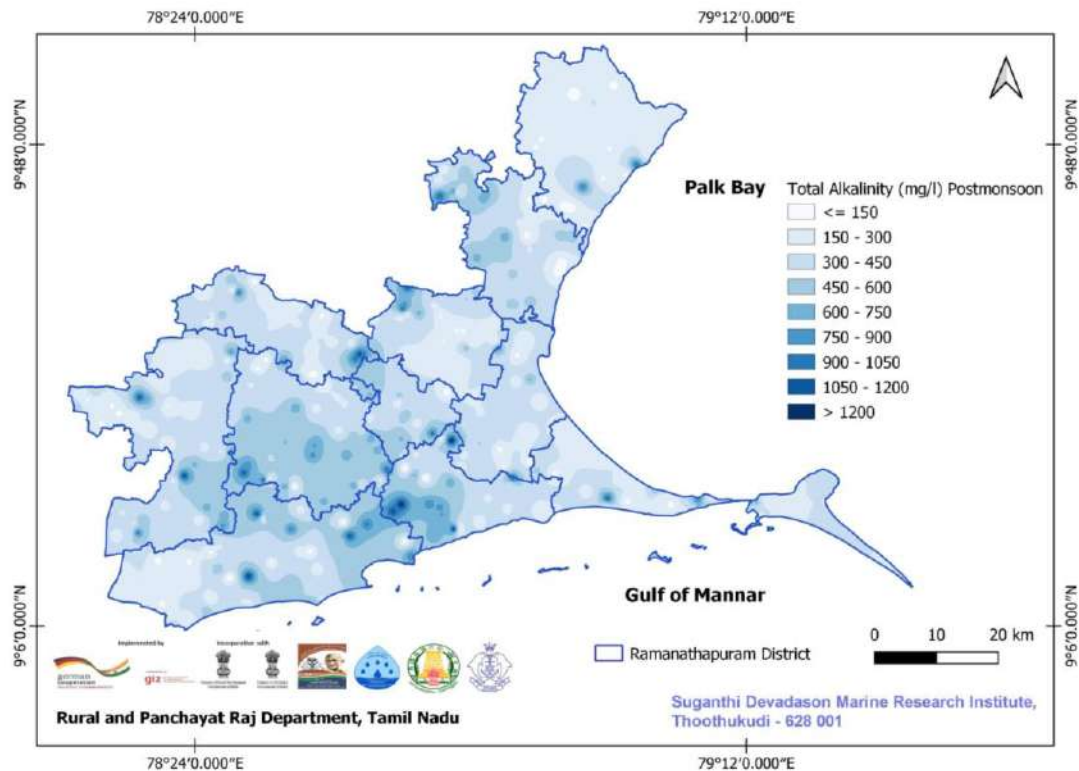 78°24′0.000″E
79°12′0.000″E
9°48′0.000″N
9°48′0.000″N
Palk Bay
Total Alkalinity (mg/l) Postmonsoon
<= 150
150 - 300
300 - 450
450 - 600
600 - 750
750 - 900
900 - 1050
1050 - 1200
> 1200
Gulf of Mannar
9°6′0.000″N
9°6′0.000″N
Implemented by
german
cooperation
giz
Ramanathapuram District
0 10 20 km
Rural and Panchayat Raj Department, Tamil Nadu
Suganthi Devadason Marine Research Institute,
Thoothukudi - 628 001
78°24′0.000″E
79°12′0.000″E